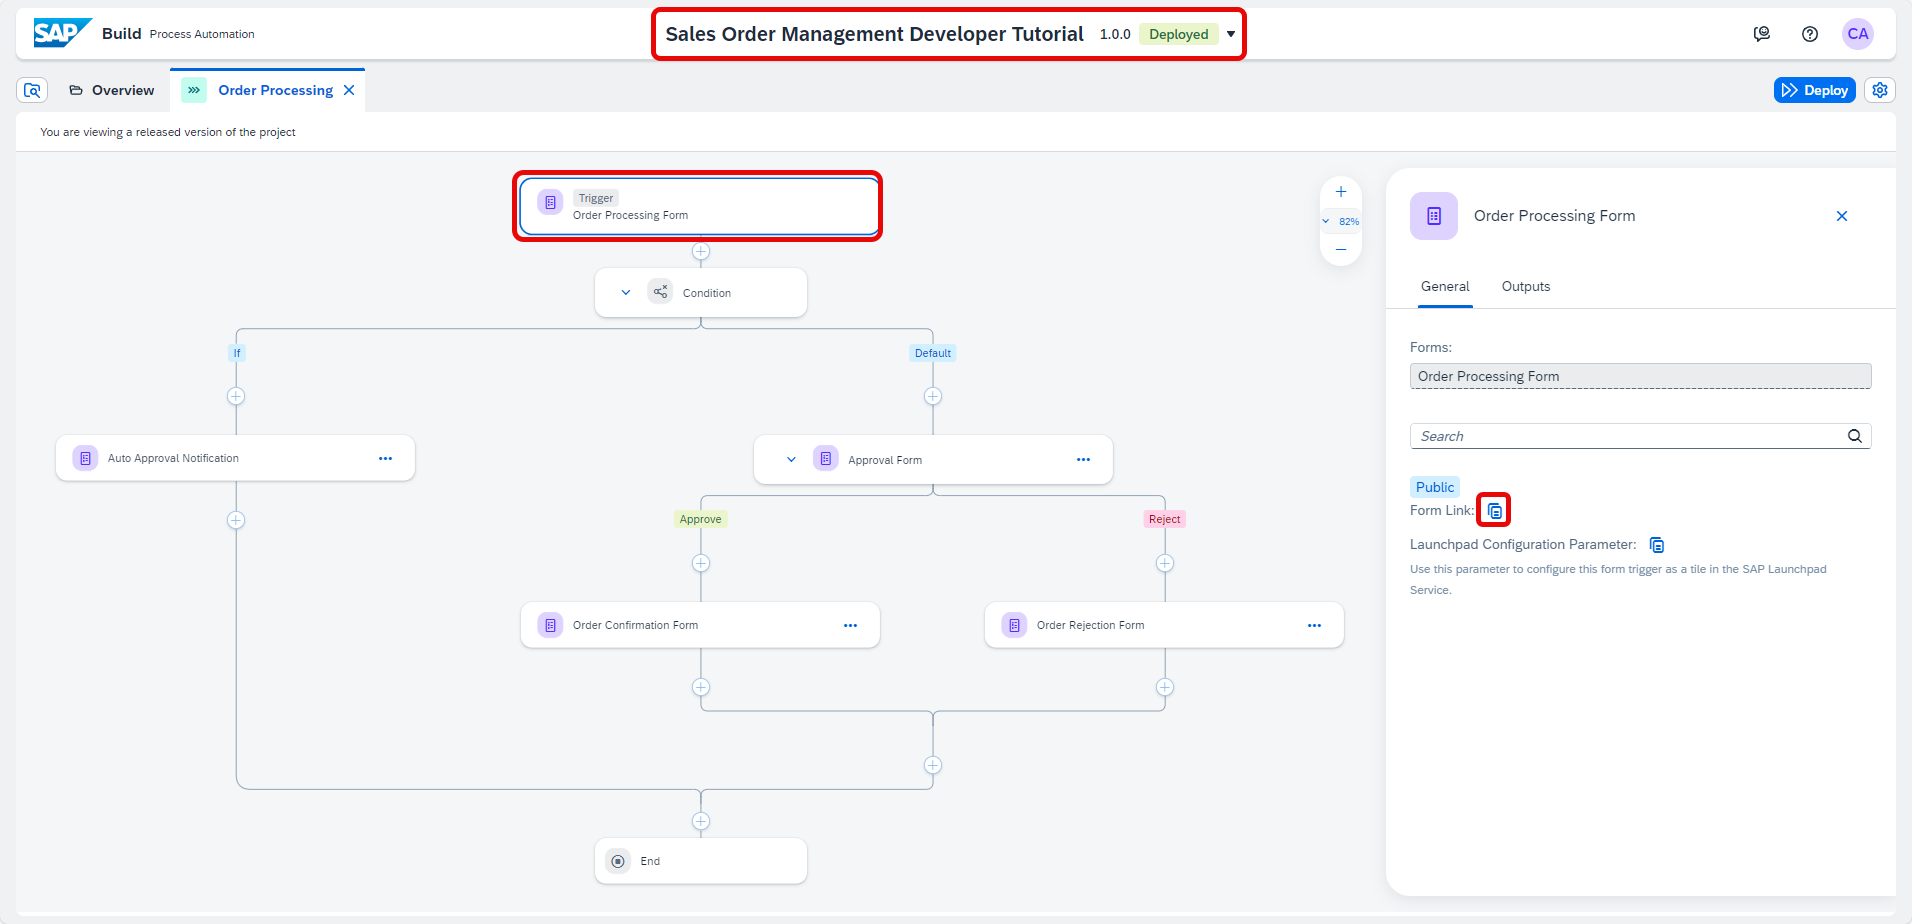 SAP Build Process Automation
Sales Order Management Developer Tutorial 1.0.0 Deployed
CA
Overview
Order Processing
Deploy
You are viewing a released version of the project
Trigger
Order Processing Form
Condition
If
Default
Auto Approval Notification
Approval Form
Approve
Reject
Order Confirmation Form
Order Rejection Form
End
82%
Order Processing Form
General Outputs
Forms:
Order Processing Form
Search
Public
Form Link:
Launchpad Configuration Parameter:
Use this parameter to configure this form trigger as a tile in the SAP Launchpad
Service.